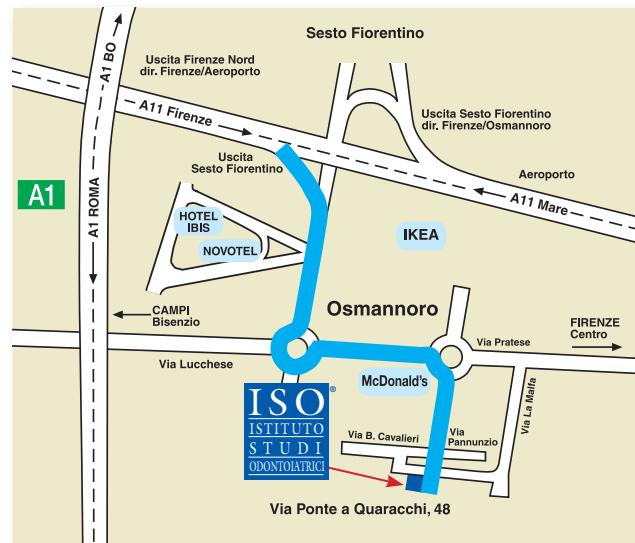 Sesto Fiorentino
A1 BO
Uscita Firenze Nord
dir. Firenze/Aeroporto
A11 Firenze
Uscita Sesto Fiorentino
dir. Firenze/Osmannoro
Uscita
Sesto Fiorentino
Aeroporto
A11 Mare
A1
A1 ROMA
HOTEL
IBIS
NOVOTEL
IKEA
CAMPI
Bisenzio
Osmannoro
FIRENZE
Centro
Via Pratese
Via Lucchese
McDonald's
Via La Malfa
ISO®
ISTITUTO
STUDI
ODONTOIATRICI
Via B. Cavalieri
Via
Pannunzio
Via Ponte a Quaracchi, 48